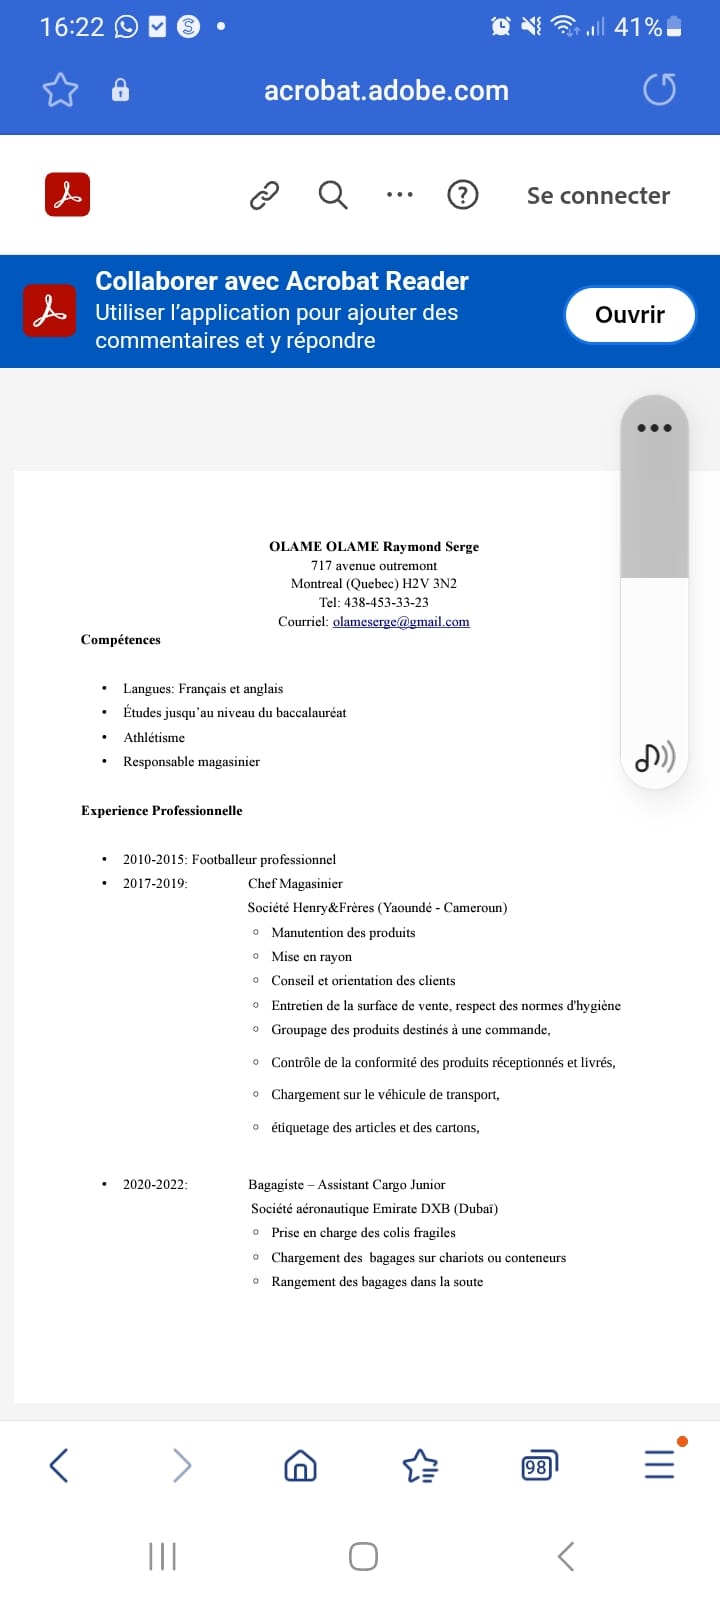 16:22 41%
acrobat.adobe.com
Se connecter
Collaborer avec Acrobat Reader
Utiliser l'application pour ajouter des
commentaires et y répondre
Ouvrir
OLAME OLAME Raymond Serge
717 avenue outremont
Montreal (Quebec) H2V 3N2
Tel: 438-453-33-23
Courriel: olameserge@gmail.com
Compétences
• Langues: Français et anglais
• Études jusqu'au niveau du baccalauréat
• Athlétisme
• Responsable magasinier
Experience Professionnelle
• 2010-2015: Footballeur professionnel
• 2017-2019: Chef Magasinier
Société Henry&Frères (Yaoundé - Cameroun)
◦ Manutention des produits
◦ Mise en rayon
◦ Conseil et orientation des clients
◦ Entretien de la surface de vente, respect des normes d'hygiène
◦ Groupage des produits destinés à une commande,
◦ Contrôle de la conformité des produits réceptionnés et livrés,
◦ Chargement sur le véhicule de transport,
◦ étiquetage des articles et des cartons,
• 2020-2022: Bagagiste – Assistant Cargo Junior
Société aéronautique Emirate DXB (Dubaï)
◦ Prise en charge des colis fragiles
◦ Chargement des  bagages sur chariots ou conteneurs
◦ Rangement des bagages dans la soute
98